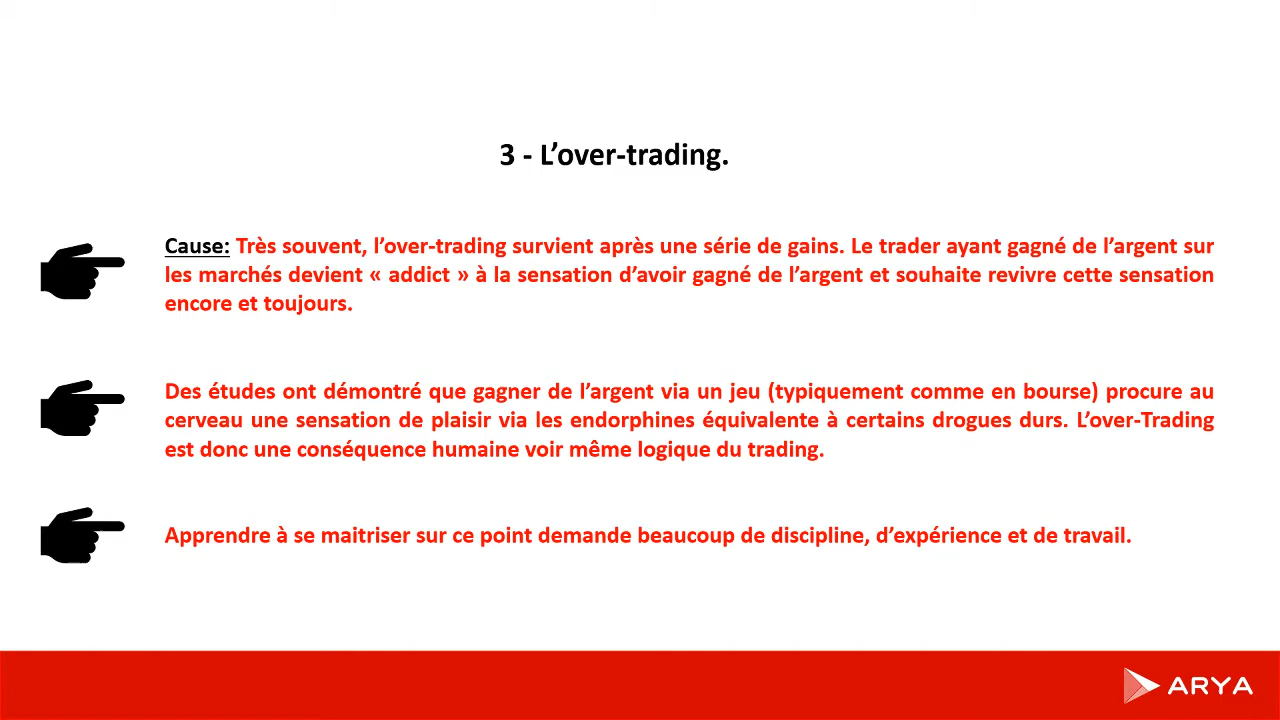 3 - L’over-trading.
Cause: Très souvent, l’over-trading survient après une série de gains. Le trader ayant gagné de l’argent sur
les marchés devient « addict » à la sensation d’avoir gagné de l’argent et souhaite revivre cette sensation
encore et toujours.
Des études ont démontré que gagner de l’argent via un jeu (typiquement comme en bourse) procure au
cerveau une sensation de plaisir via les endorphines équivalente à certains drogues durs. L’over-Trading
est donc une conséquence humaine voir même logique du trading.
Apprendre à se maitriser sur ce point demande beaucoup de discipline, d’expérience et de travail.
ARYA